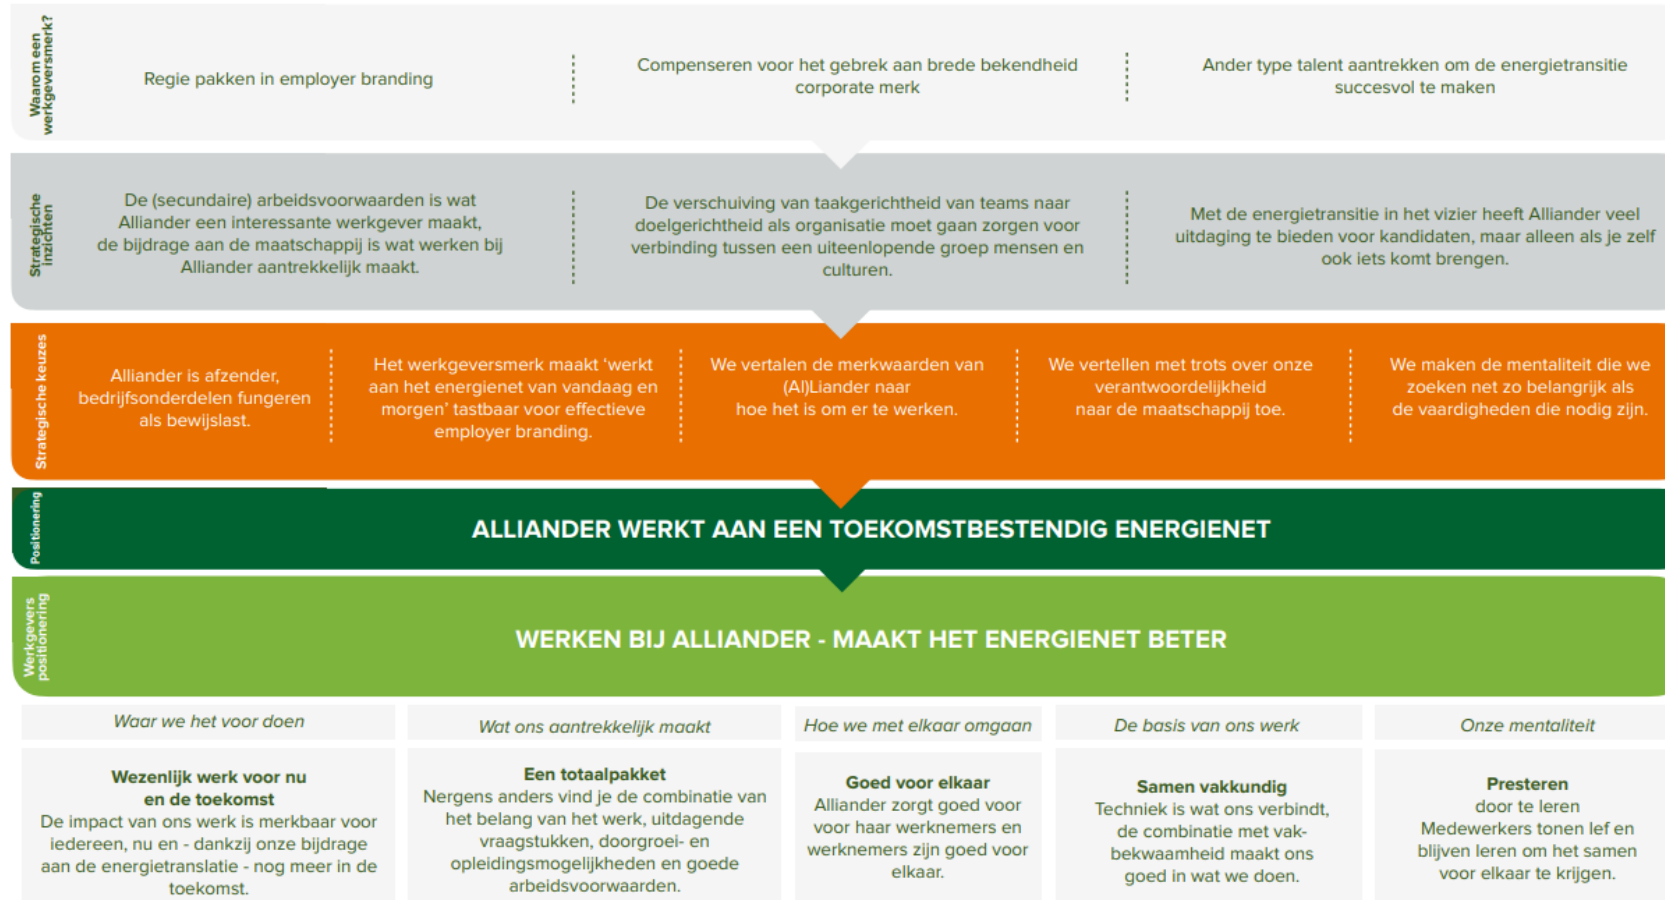 Waarom een
werkgeversmerk?
Regie pakken in employer branding
Compenseren voor het gebrek aan brede bekendheid
corporate merk
Ander type talent aantrekken om de energietransitie
succesvol te maken
Strategische
inzichten
De (secundaire) arbeidsvoorwaarden is wat
Alliander een interessante werkgever maakt,
de bijdrage aan de maatschappij is wat werken bij
Alliander aantrekkelijk maakt.
De verschuiving van taakgerichtheid van teams naar
doelgerichtheid als organisatie moet gaan zorgen voor
verbinding tussen een uiteenlopende groep mensen en
culturen.
Met de energietransitie in het vizier heeft Alliander veel
uitdaging te bieden voor kandidaten, maar alleen als je zelf
ook iets komt brengen.
Strategische keuzes
Alliander is afzender,
bedrijfsonderdelen fungeren
als bewijslast.
Het werkgeversmerk maakt ‘werkt
aan het energienet van vandaag en
morgen’ tastbaar voor effectieve
employer branding.
We vertalen de merkwaarden van
(Al)Liander naar
hoe het is om er te werken.
We vertellen met trots over onze
verantwoordelijkheid
naar de maatschappij toe.
We maken de mentaliteit die we
zoeken net zo belangrijk als
de vaardigheden die nodig zijn.
Positionering
ALLIANDER WERKT AAN EEN TOEKOMSTBESTENDIG ENERGIENET
Werkgevers
positionering
WERKEN BIJ ALLIANDER - MAAKT HET ENERGIENET BETER
Waar we het voor doen
Wezenlijk werk voor nu
en de toekomst
De impact van ons werk is merkbaar voor
iedereen, nu en - dankzij onze bijdrage
aan de energietranslatie - nog meer in de
toekomst.
Wat ons aantrekkelijk maakt
Een totaalpakket
Nergens anders vind je de combinatie van
het belang van het werk, uitdagende
vraagstukken, doorgroei- en
opleidingsmogelijkheden en goede
arbeidsvoorwaarden.
Hoe we met elkaar omgaan
Goed voor elkaar
Alliander zorgt goed voor
voor haar werknemers en
werknemers zijn goed voor
elkaar.
De basis van ons werk
Samen vakkundig
Techniek is wat ons verbindt,
de combinatie met vak-
bekwaamheid maakt ons
goed in wat we doen.
Onze mentaliteit
Presteren
door te leren
Medewerkers tonen lef en
blijven leren om het samen
voor elkaar te krijgen.